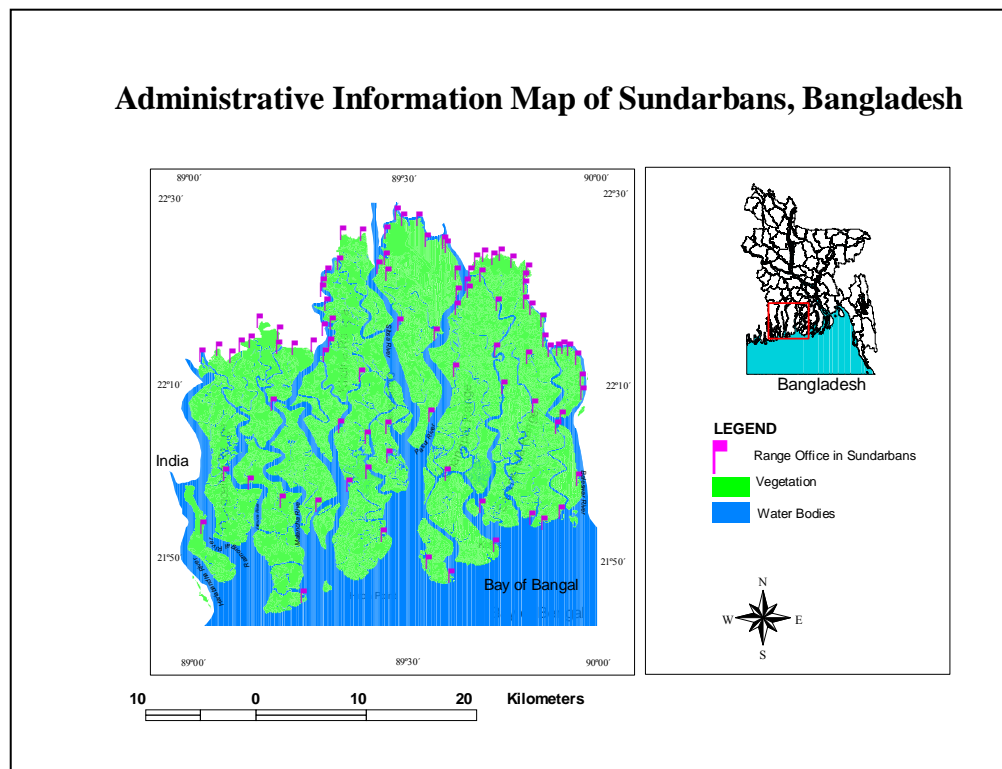 Administrative Information Map of Sundarbans, Bangladesh
89°00´
89°30´
90°00´
22°30´
22°30´
22°10´
22°10´
India
21°50´
21°50´
Bay of Bangal
89°00´
89°30´
90°00´
10 0 10 20 Kilometers
Bangladesh
LEGEND
Range Office in Sundarbans
Vegetation
Water Bodies
N
W E
S